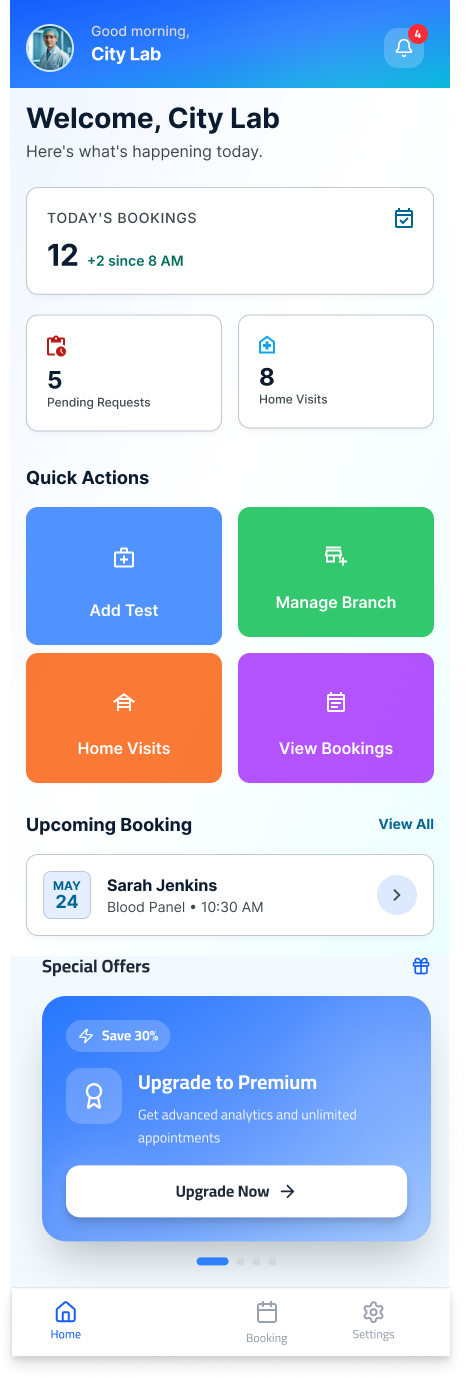 Good morning,
City Lab
4
Welcome, City Lab
Here's what's happening today.
TODAY'S BOOKINGS
12 +2 since 8 AM
5
Pending Requests
8
Home Visits
Quick Actions
Add Test
Manage Branch
Home Visits
View Bookings
Upcoming Booking
View All
MAY
24
Sarah Jenkins
Blood Panel • 10:30 AM
Special Offers
Save 30%
Upgrade to Premium
Get advanced analytics and unlimited
appointments
Upgrade Now
Home
Booking
Settings